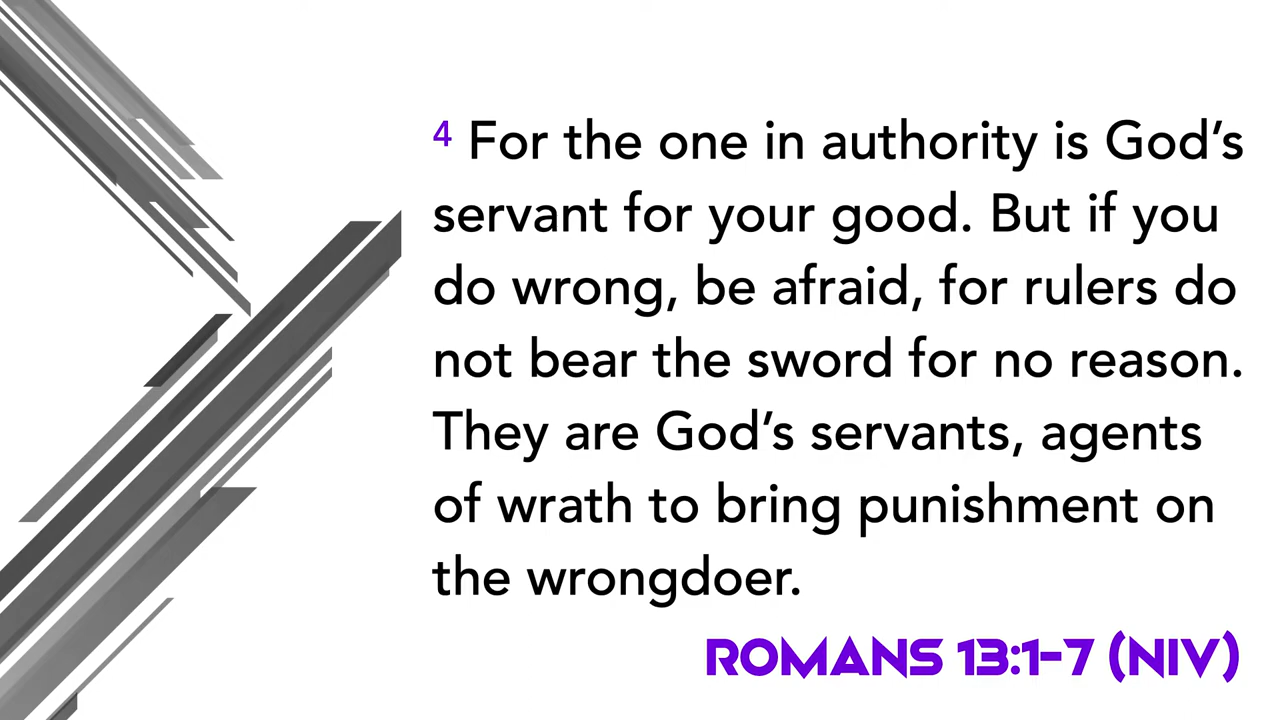 4 For the one in authority is God’s
servant for your good. But if you
do wrong, be afraid, for rulers do
not bear the sword for no reason.
They are God’s servants, agents
of wrath to bring punishment on
the wrongdoer.
ROMANS 13:1-7 (NIV)